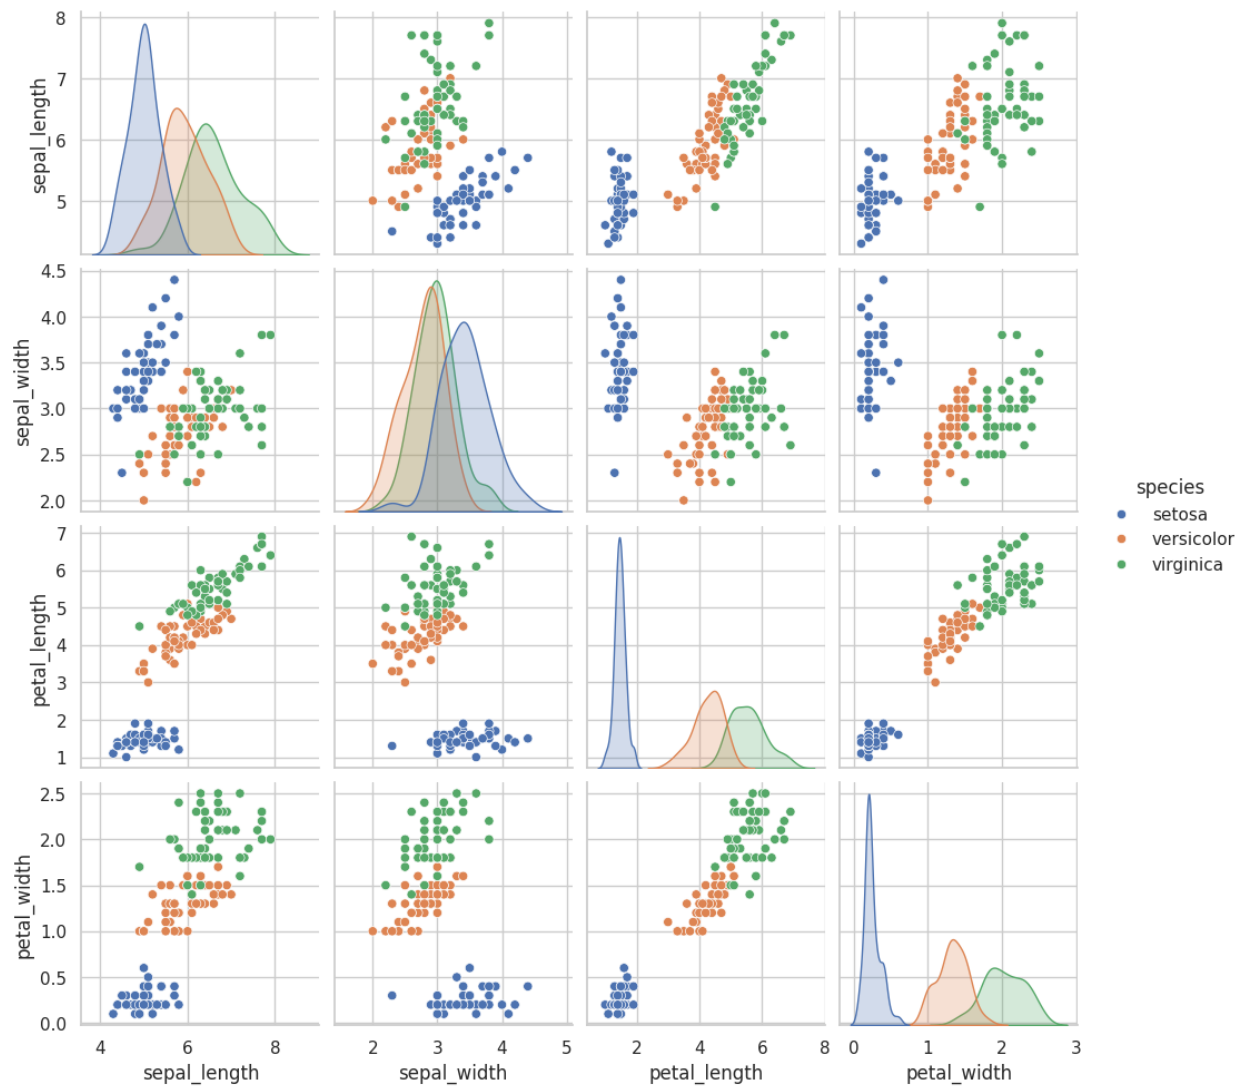 8
7
6
5
sepal_length
4.5
4.0
3.5
3.0
2.5
2.0
sepal_width
species
setosa
versicolor
virginica
7
6
5
4
3
2
1
petal_length
2.5
2.0
1.5
1.0
0.5
0.0
petal_width
4 6 8
2 3 4 5
2 4 6 8
0 1 2 3
sepal_length
sepal_width
petal_length
petal_width